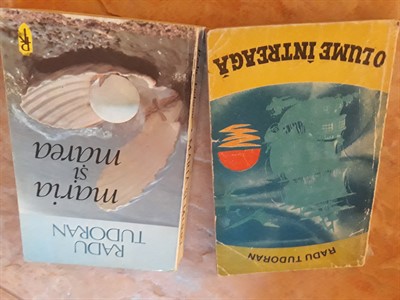 RADU
TUDORAN
maria
și
marea
RADU TUDORAN
O LUME ÎNTREAGĂ